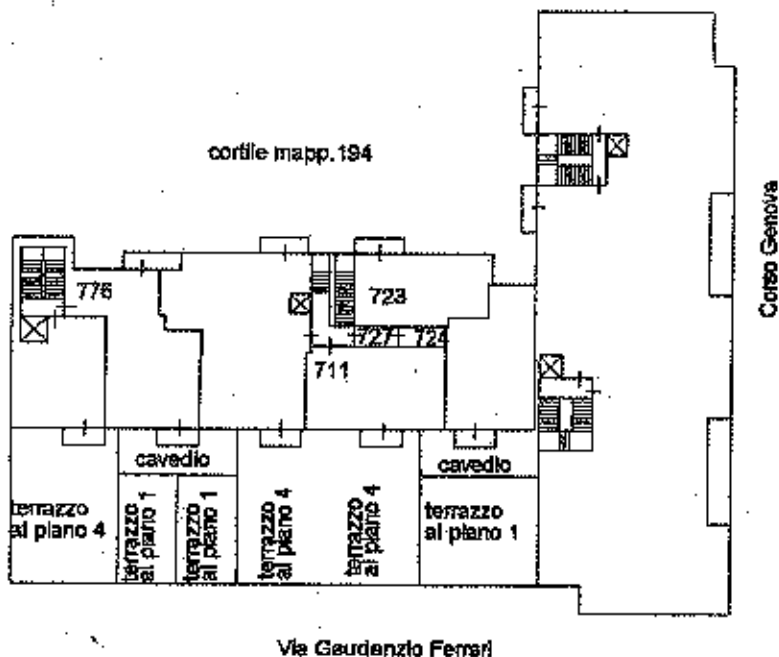 cortile mapp.194
Corso Genova
776
723
727
724
711
cavedio
cavedio
terrazzo
al piano 4
terrazzo
al piano 1
terrazzo
al piano 1
terrazzo
al piano 4
terrazzo
al piano 4
terrazzo
al piano 1
Via Gaudenzio Ferrari